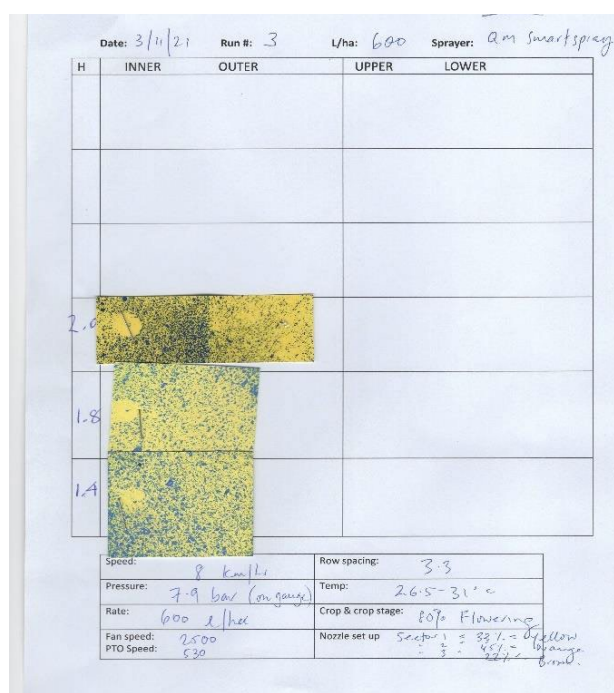 Date: 3/11/21 Run #: 3 L/ha: 600 Sprayer: QM Smartspray
H INNER OUTER UPPER LOWER
2.0
1.8
1.4
Speed: 8 km/hr Row spacing: 3.3
Pressure: 7.9 bar (on gauge) Temp: 26.5-31°c
Rate: 600 l/hec Crop & crop stage: 80% Flowering
Fan speed: 2500 Nozzle set up Sector 1 = 33% = Yellow
PTO Speed: 530 " 2 = 45% = Orange
" 3 - 22% = Brown.